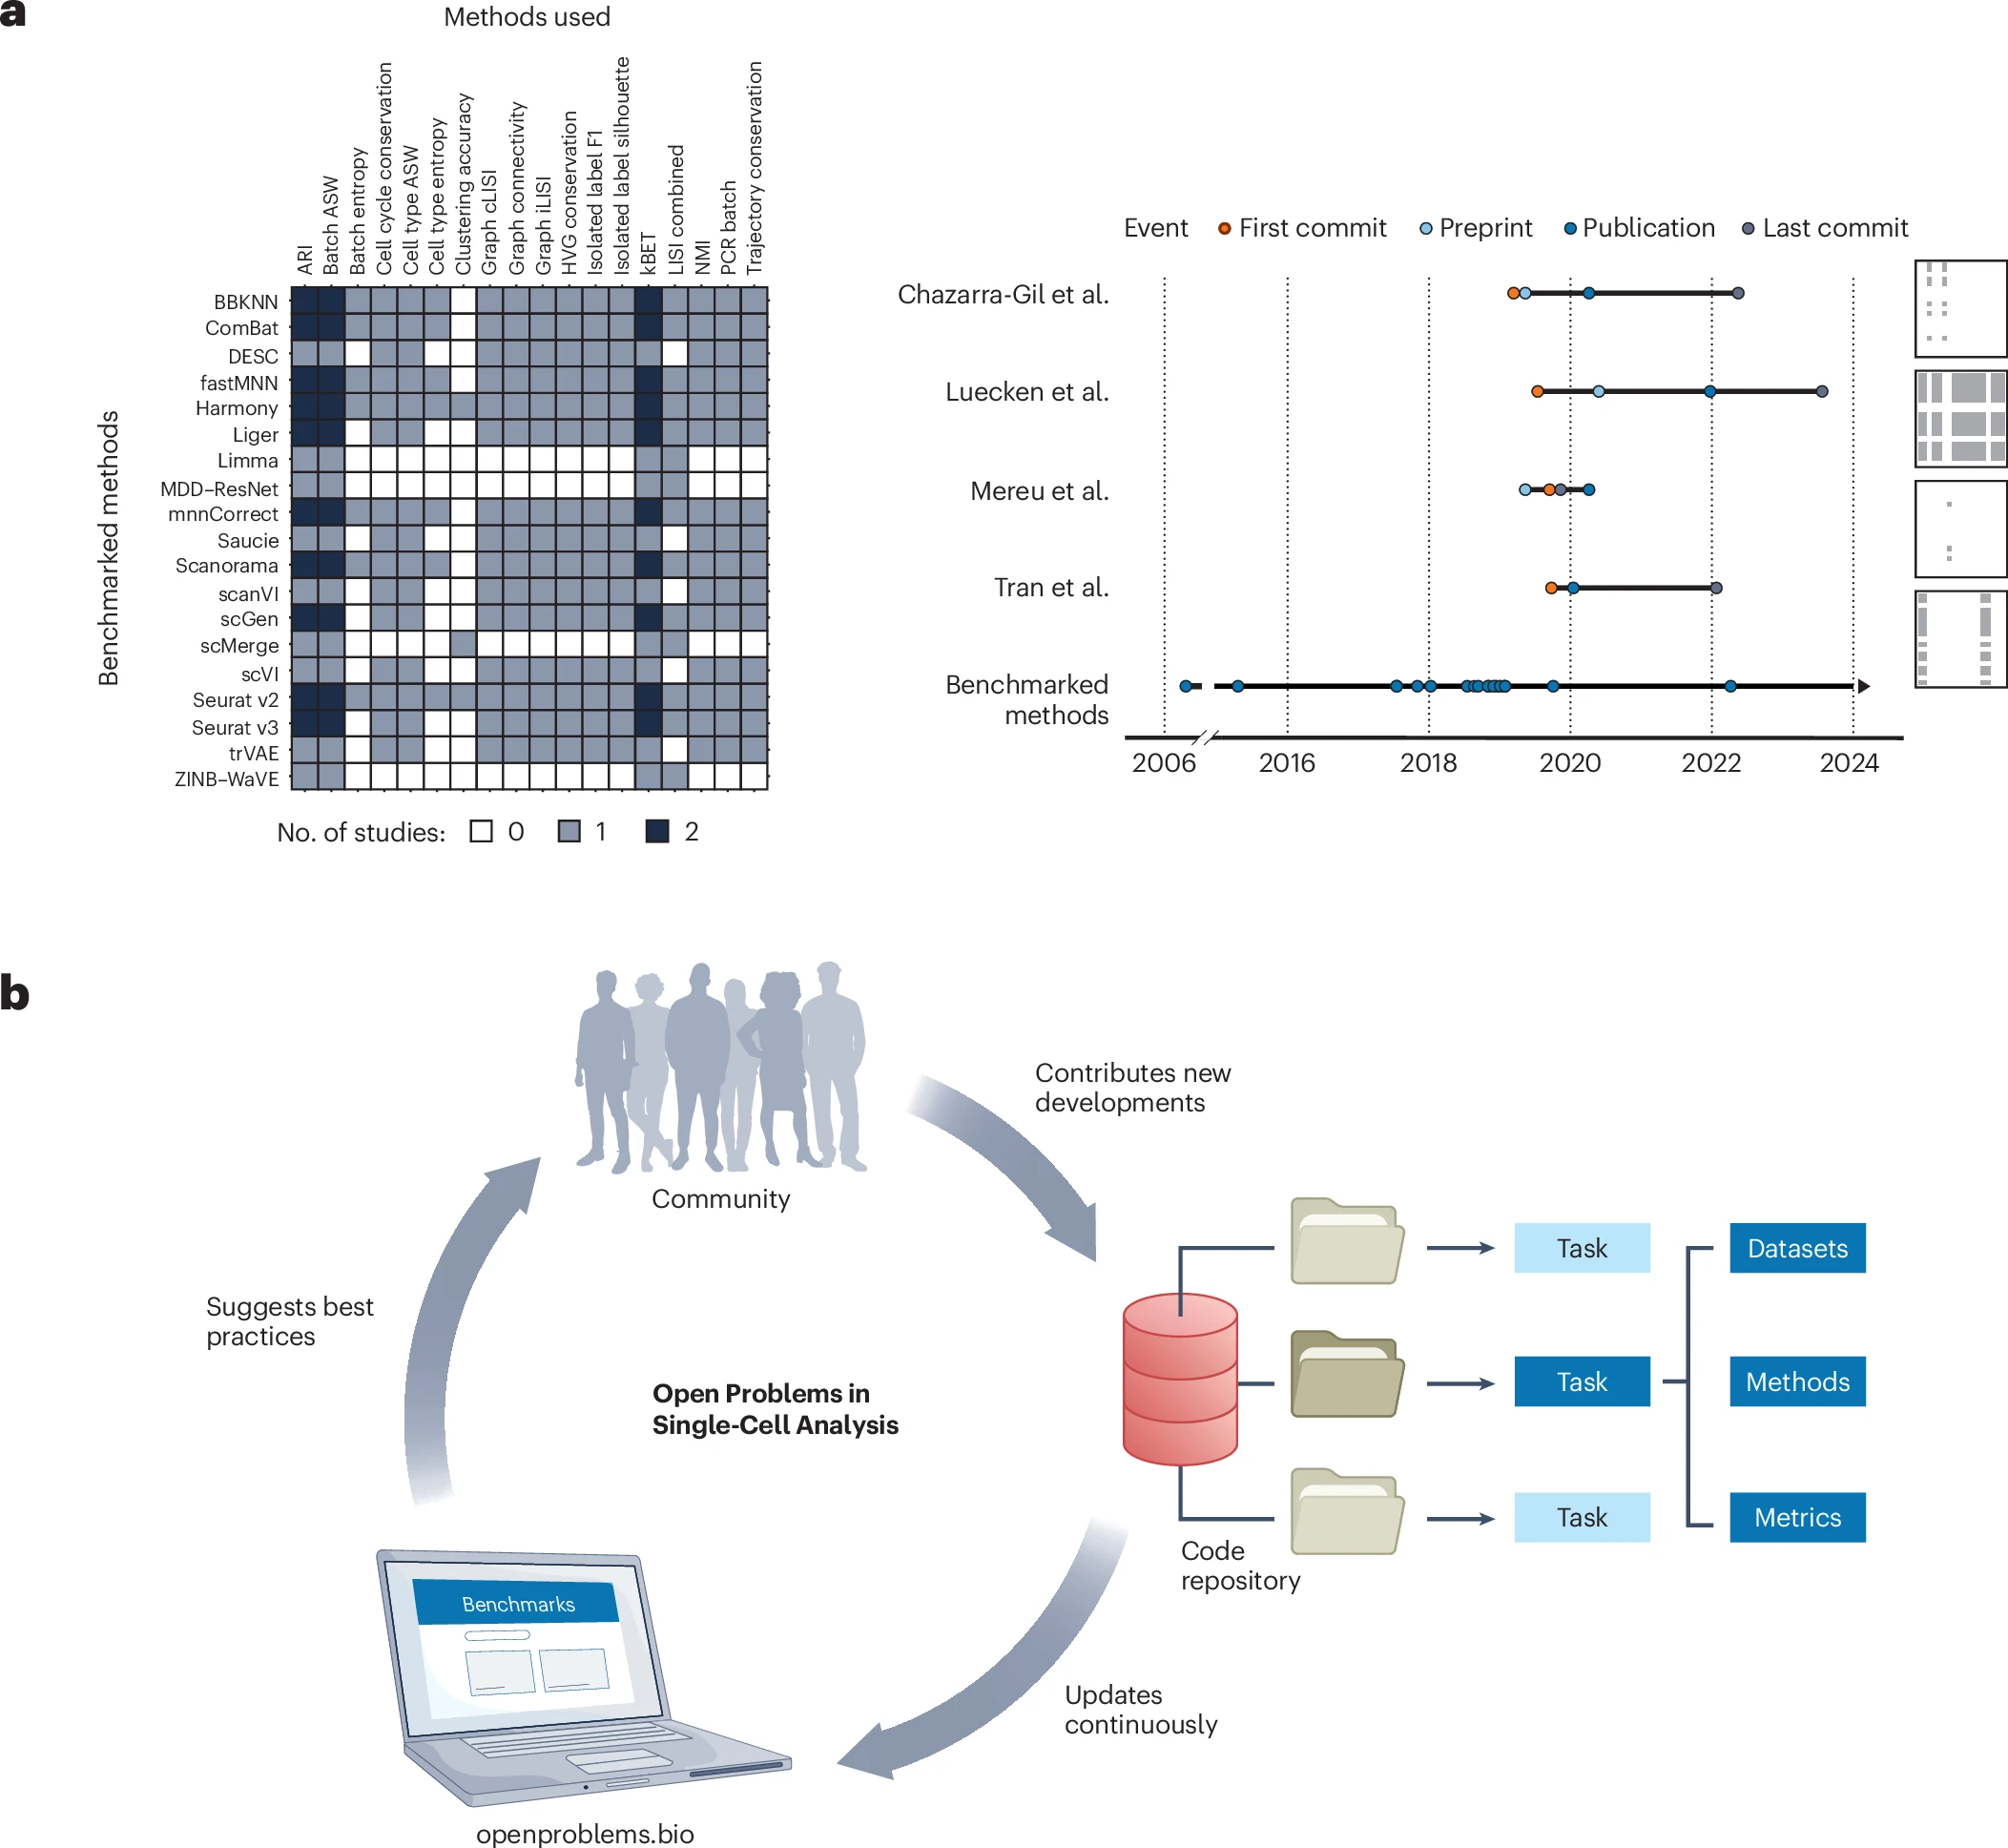 a
Methods used
ARI
Batch ASW
Batch entropy
Cell cycle conservation
Cell type ASW
Cell type entropy
Clustering accuracy
Graph cLISI
Graph connectivity
Graph iLISI
HVG conservation
Isolated label F1
Isolated label silhouette
kBET
LISI combined
NMI
PCR batch
Trajectory conservation
Benchmarked methods
BBKNN
ComBat
DESC
fastMNN
Harmony
Liger
Limma
MDD–ResNet
mnnCorrect
Saucie
Scanorama
scanVI
scGen
scMerge
scVI
Seurat v2
Seurat v3
trVAE
ZINB–WaVE
No. of studies: 0 1 2
Event First commit Preprint Publication Last commit
Chazarra-Gil et al.
Luecken et al.
Mereu et al.
Tran et al.
Benchmarked
methods
2006 2016 2018 2020 2022 2024
b
Community
Contributes new
developments
Suggests best
practices
Open Problems in
Single-Cell Analysis
Task
Task
Task
Datasets
Methods
Metrics
Code
repository
Updates
continuously
Benchmarks
openproblems.bio